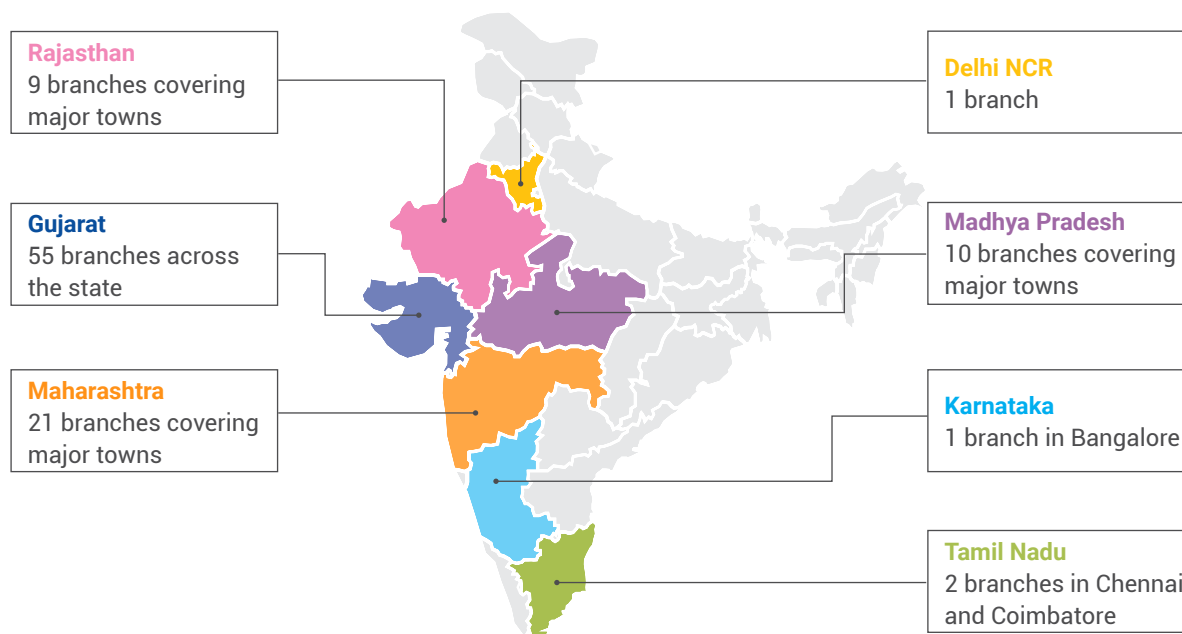 Rajasthan
9 branches covering
major towns
Gujarat
55 branches across
the state
Maharashtra
21 branches covering
major towns
Delhi NCR
1 branch
Madhya Pradesh
10 branches covering
major towns
Karnataka
1 branch in Bangalore
Tamil Nadu
2 branches in Chennai
and Coimbatore